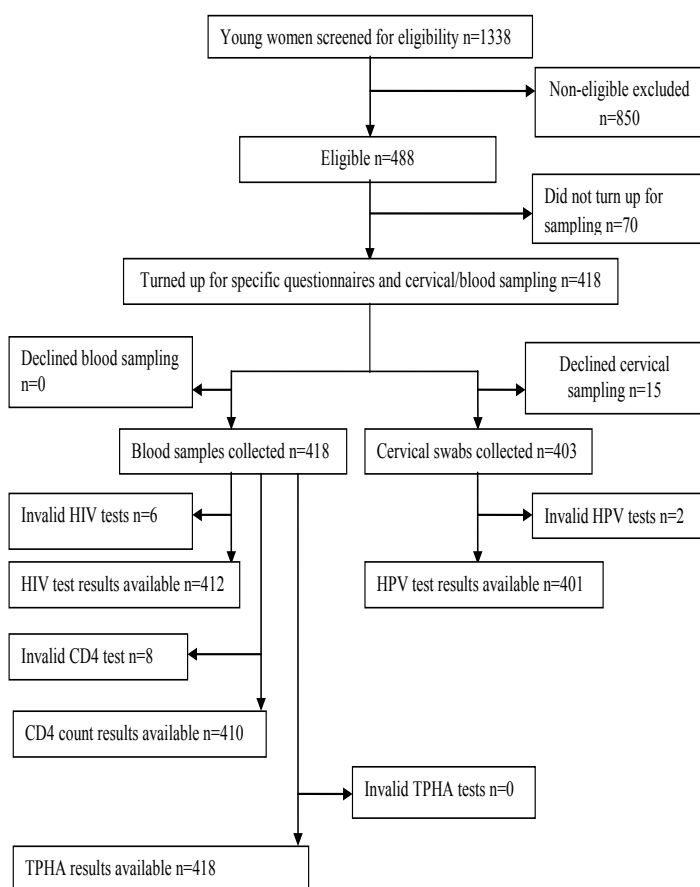 Young women screened for eligibility n=1338
Non-eligible excluded
n=850
Eligible n=488
Did not turn up for
sampling n=70
Turned up for specific questionnaires and cervical/blood sampling n=418
Declined blood sampling
n=0
Declined cervical
sampling n=15
Blood samples collected n=418
Cervical swabs collected n=403
Invalid HIV tests n=6
Invalid HPV tests n=2
HIV test results available n=412
HPV test results available n=401
Invalid CD4 test n=8
CD4 count results available n=410
Invalid TPHA tests n=0
TPHA results available n=418